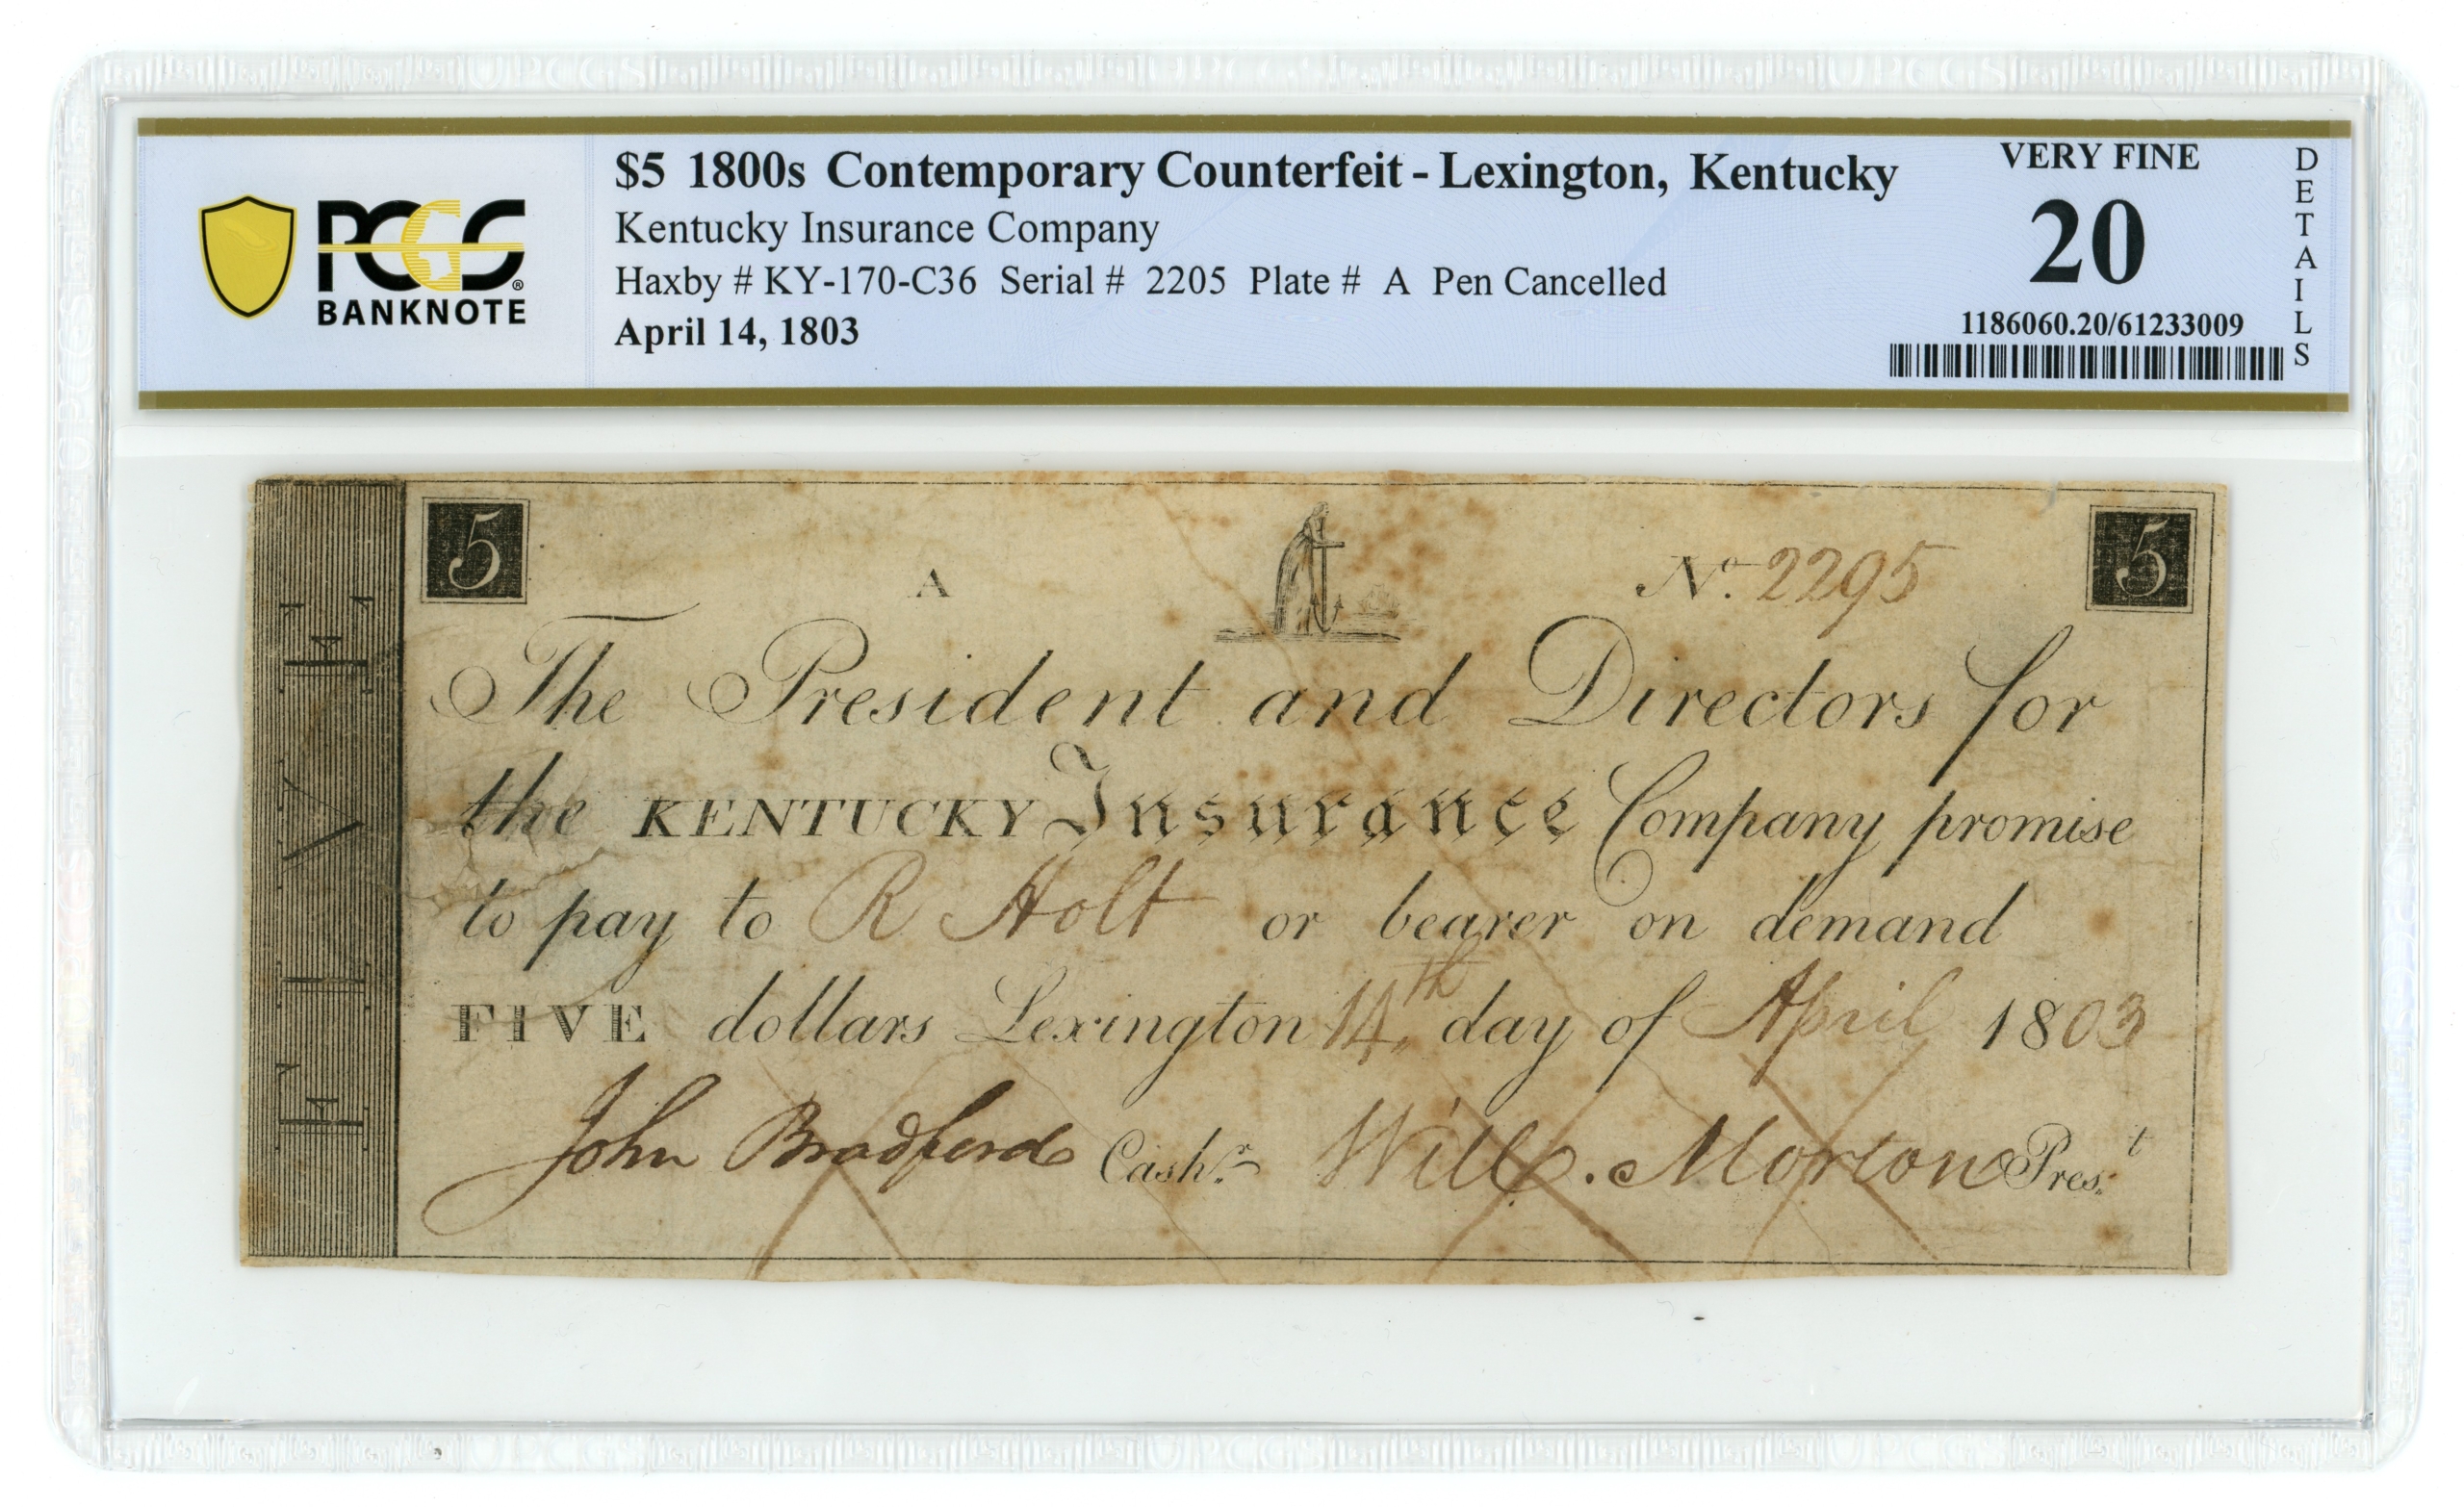 $5 1800s Contemporary Counterfeit - Lexington, Kentucky
Kentucky Insurance Company
Haxby # KY-170-C36 Serial # 2205 Plate # A Pen Cancelled
April 14, 1803
PCGS
BANKNOTE
VERY FINE
20
1186060.20/61233009
DETAILS
FIVE
5 A No. 2295 5
The President and Directors for
the KENTUCKY Insurance Company promise
to pay to R Holt or bearer on demand
FIVE dollars Lexington 14th day of April 1803
John Bradford Cashr. Will. Morton Prest.